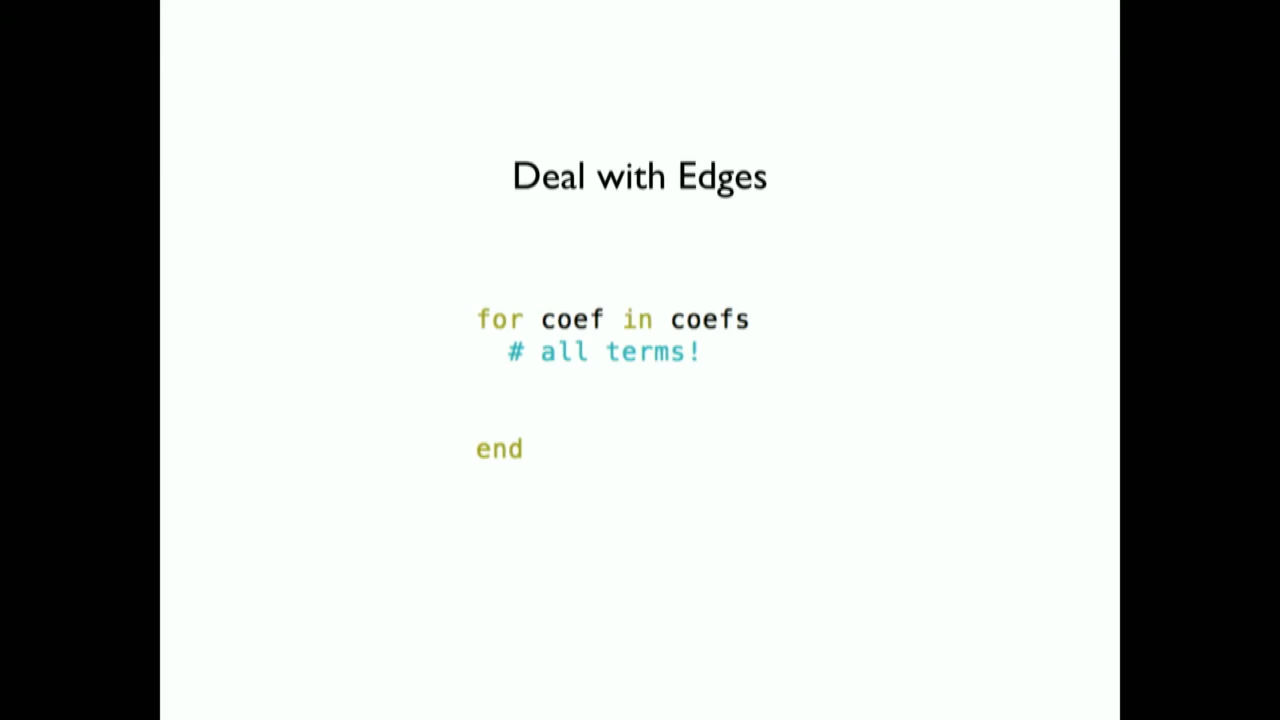 Deal with Edges
for coef in coefs
  # all terms!
end